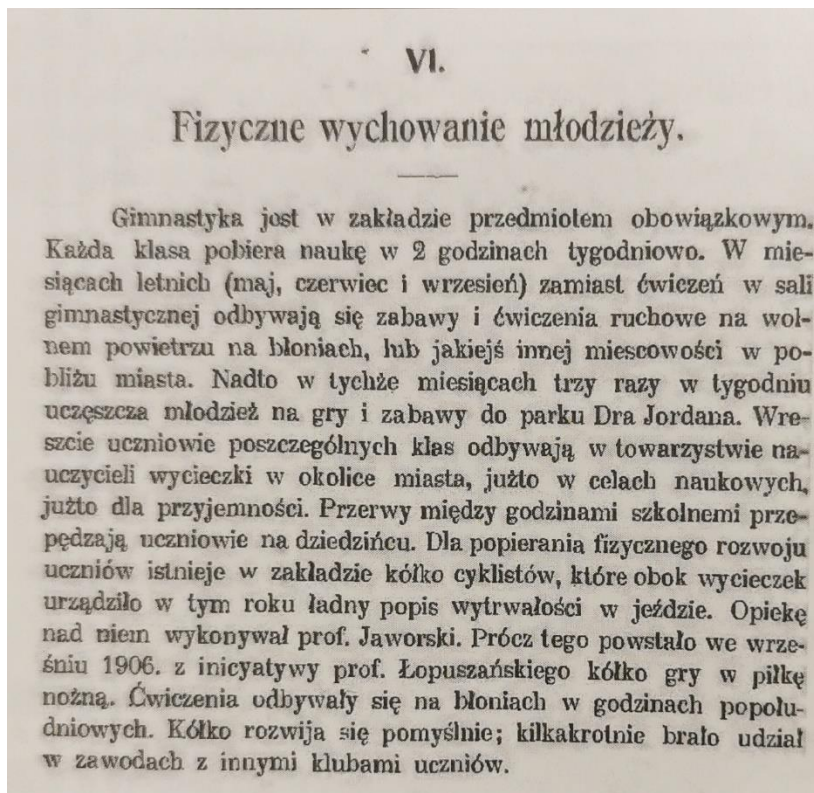 VI.
Fizyczne wychowanie młodzieży.
Gimnastyka jest w zakładzie przedmiotem obowiązkowym.
Każda klasa pobiera naukę w 2 godzinach tygodniowo. W mie-
siącach letnich (maj, czerwiec i wrzesień) zamiast ćwiczeń w sali
gimnastycznej odbywają się zabawy i ćwiczenia ruchowe na wol-
nem powietrzu na błoniach, lub jakiejś innej miescowości w po-
bliżu miasta. Nadto w tychże miesiącach trzy razy w tygodniu
uczęszcza młodzież na gry i zabawy do parku Dra Jordana. Wre-
szcie uczniowie poszczególnych klas odbywają w towarzystwie na-
uczycieli wycieczki w okolice miasta, jużto w celach naukowych,
jużto dla przyjemności. Przerwy między godzinami szkolnemi prze-
pędzają uczniowie na dziedzińcu. Dla popierania fizycznego rozwoju
uczniów istnieje w zakładzie kółko cyklistów, które obok wycieczek
urządziło w tym roku ładny popis wytrwałości w jeździe. Opiekę
nad niem wykonywał prof. Jaworski. Prócz tego powstało we wrze-
śniu 1906. z inicyatywy prof. Łopuszańskiego kółko gry w piłkę
nożną. Ćwiczenia odbywały się na błoniach w godzinach popołu-
dniowych. Kółko rozwija się pomyślnie; kilkakrotnie brało udział
w zawodach z innymi klubami uczniów.